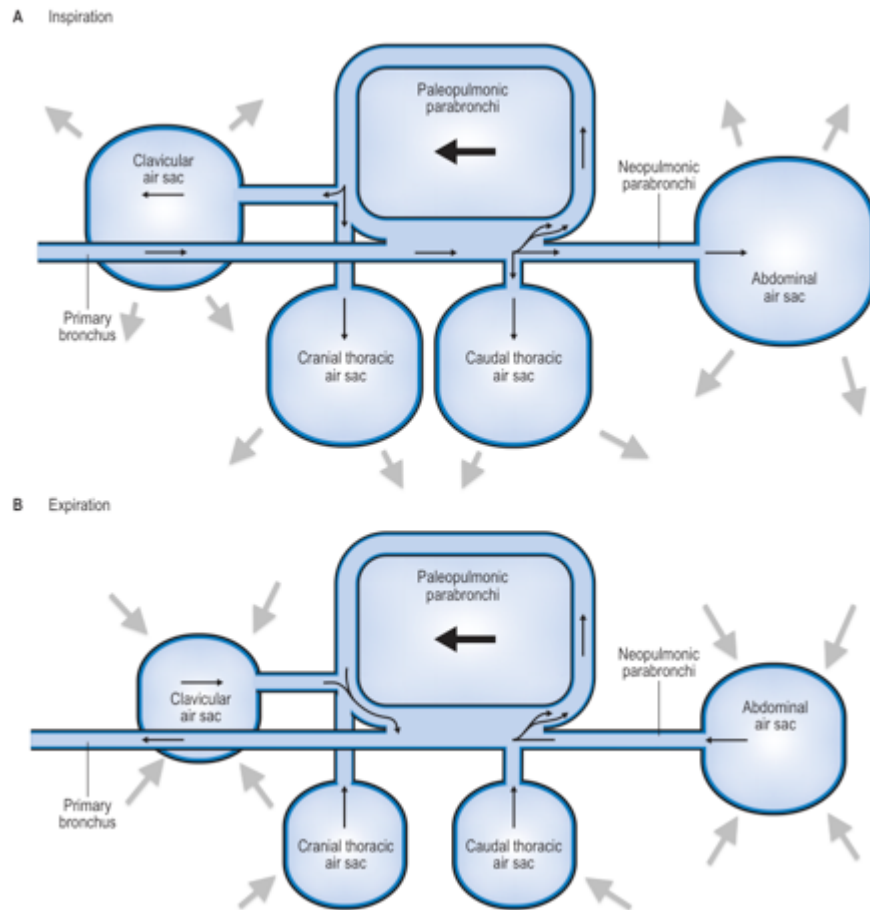 A Inspiration
Paleopulmonic
parabronchi
Clavicular
air sac
Neopulmonic
parabronchi
Primary
bronchus
Cranial thoracic
air sac
Caudal thoracic
air sac
Abdominal
air sac
B Expiration
Paleopulmonic
parabronchi
Clavicular
air sac
Neopulmonic
parabronchi
Abdominal
air sac
Primary
bronchus
Cranial thoracic
air sac
Caudal thoracic
air sac